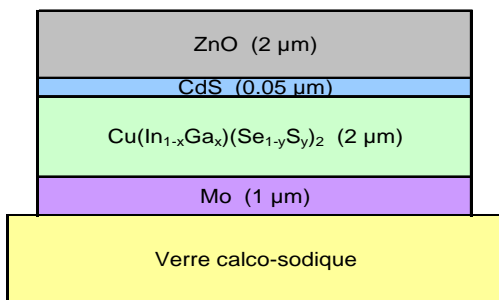 ZnO (2 µm)
CdS (0.05 µm)
Cu(In₁₋ₓGaₓ)(Se₁₋ᵧSᵧ)₂ (2 µm)
Mo (1 µm)
Verre calco-sodique